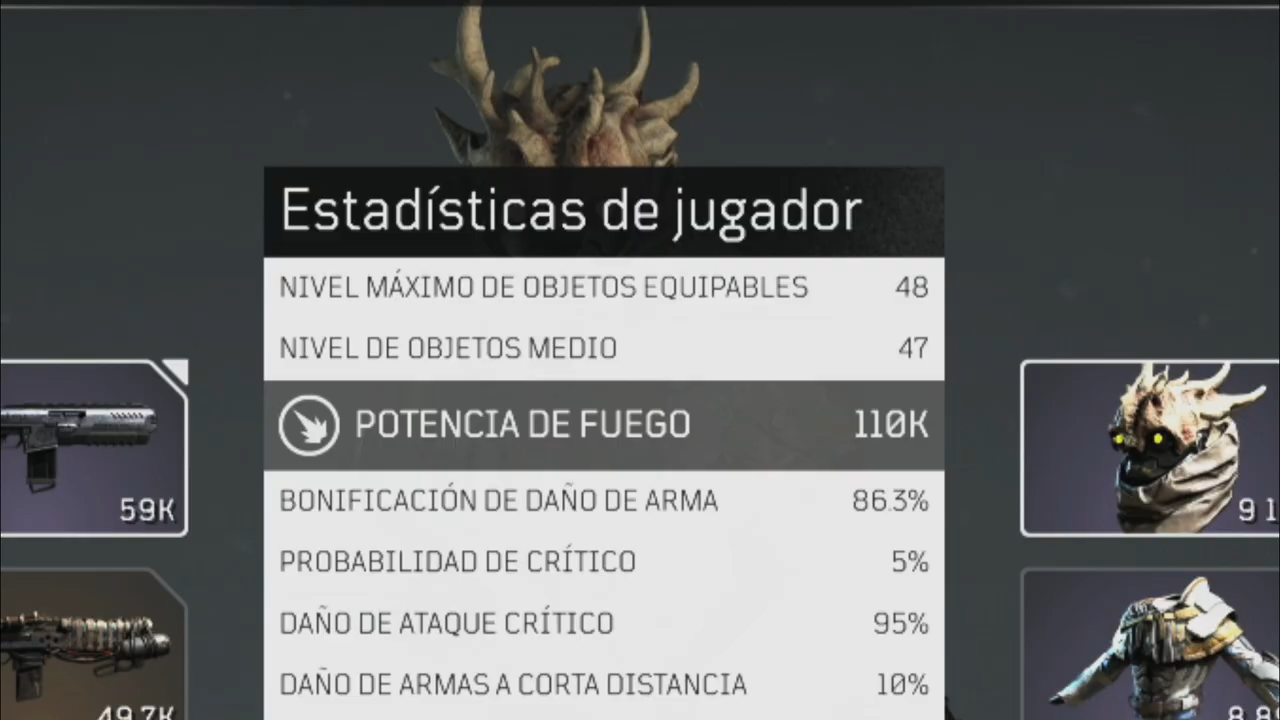 Estadísticas de jugador
NIVEL MÁXIMO DE OBJETOS EQUIPABLES 48
NIVEL DE OBJETOS MEDIO 47
POTENCIA DE FUEGO 110K
59K
BONIFICACIÓN DE DAÑO DE ARMA 86.3%
PROBABILIDAD DE CRÍTICO 5%
DAÑO DE ATAQUE CRÍTICO 95%
DAÑO DE ARMAS A CORTA DISTANCIA 10%
49.7K